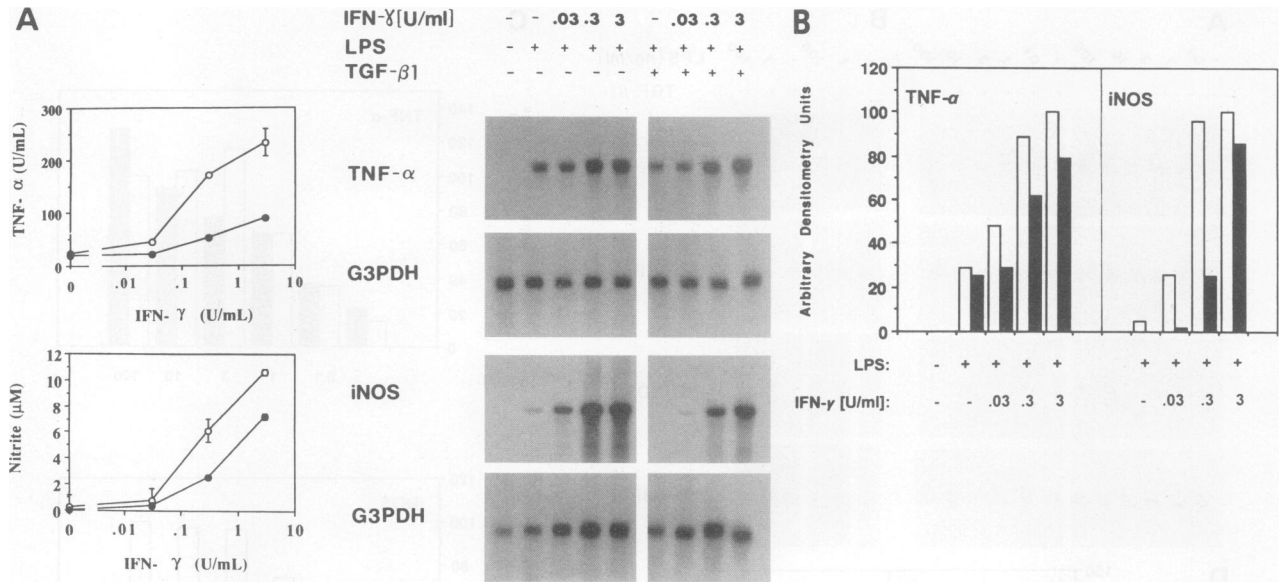 A
IFN-ɣ[U/ml] - .03 .3 3 - .03 .3 3
LPS - + + + + + + + +
TGF-β1 - - - - - + + + +
TNF-α (U/mL)
300
200
100
0
0 .01 .1 1 10
IFN- γ (U/mL)
Nitrite (μM)
12
10
8
6
4
2
0
0 .01 .1 1 10
IFN- γ (U/mL)
TNF-α
G3PDH
iNOS
G3PDH
B
Arbitrary Densitometry Units
120
100
80
60
40
20
0
TNF-α iNOS
LPS: - + + + + + + + +
IFN-γ [U/ml]: - - .03 .3 3 - .03 .3 3